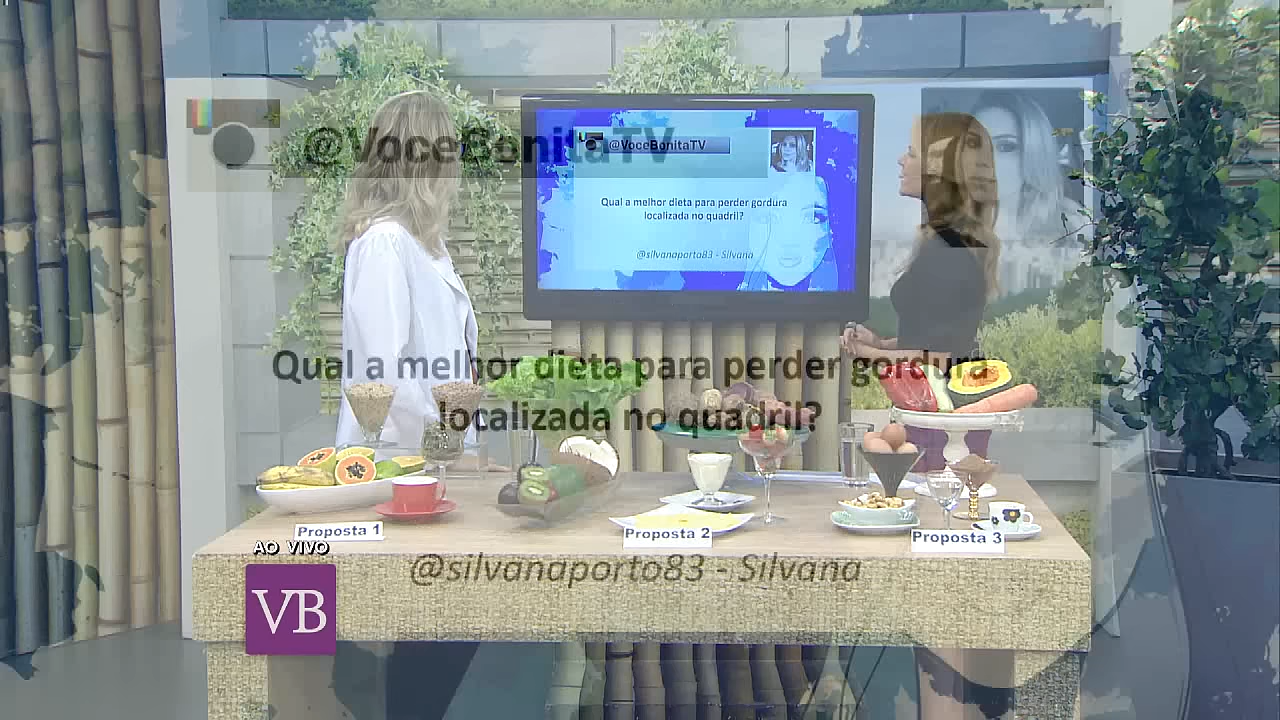 @VoceBonitaTV
@VoceBonitaTV
Qual a melhor dieta para perder gordura
localizada no quadril?
@silvanaporto83 - Silvana
Qual a melhor dieta para perder gordura
localizada no quadril?
@silvanaporto83 - Silvana
Proposta 1
Proposta 2
Proposta 3
AO VIVO
VB